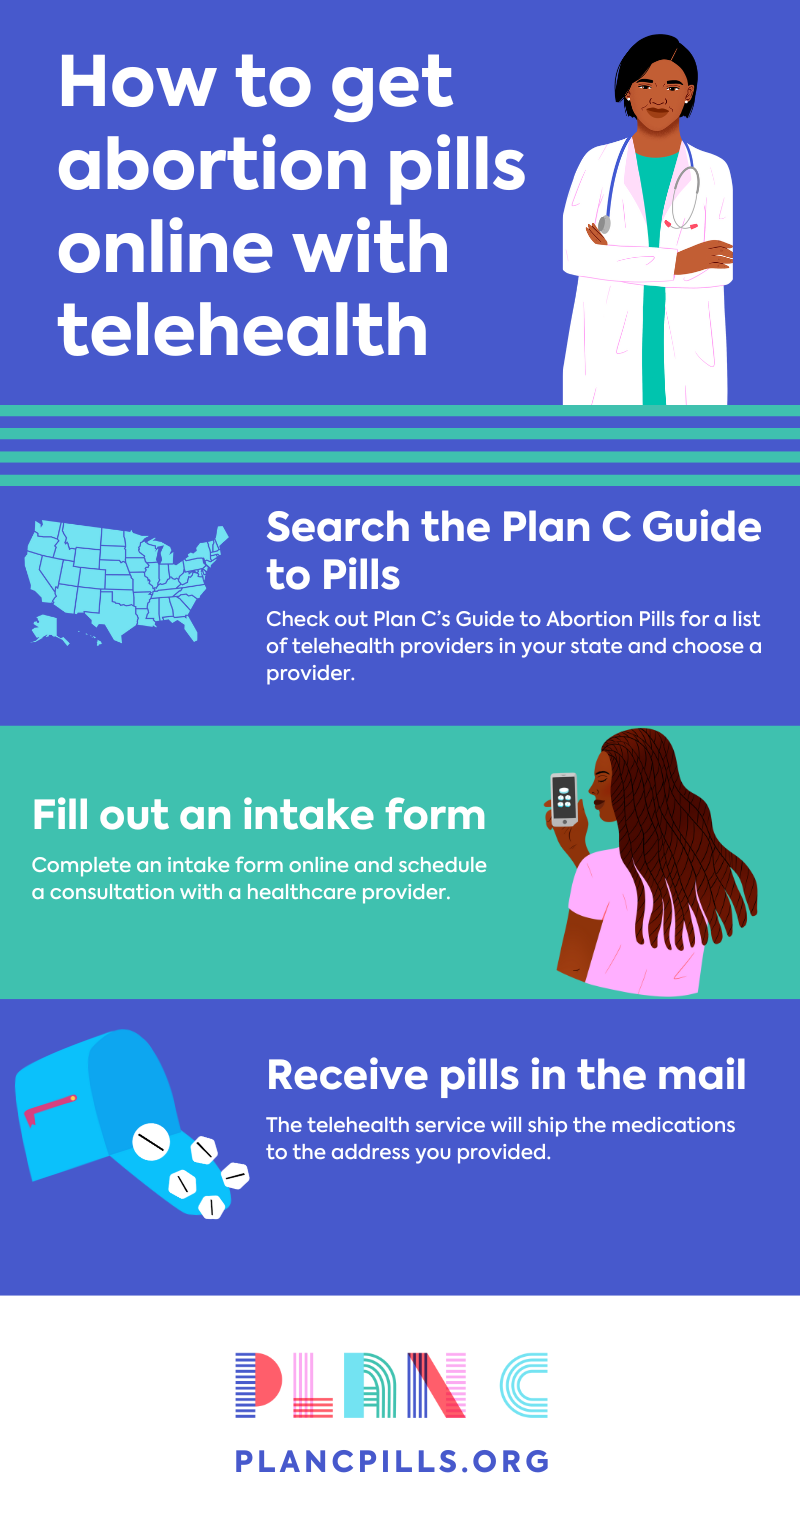 How to get
abortion pills
online with
telehealth
Search the Plan C Guide
to Pills
Check out Plan C’s Guide to Abortion Pills for a list
of telehealth providers in your state and choose a
provider.
Fill out an intake form
Complete an intake form online and schedule
a consultation with a healthcare provider.
Receive pills in the mail
The telehealth service will ship the medications
to the address you provided.
PLAN C
PLANCPILLS.ORG